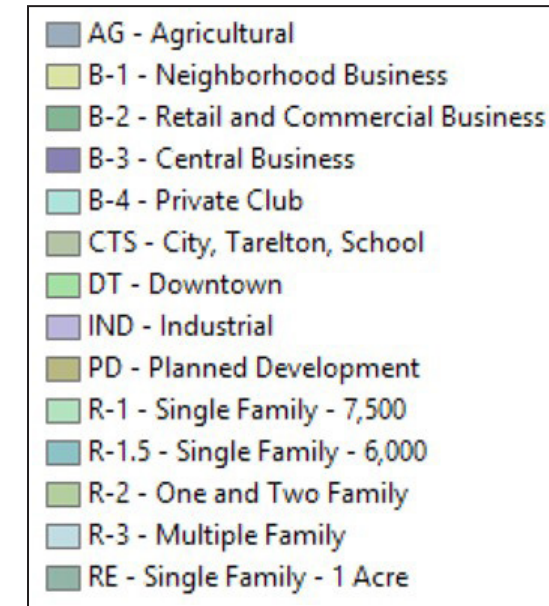 AG - Agricultural
B-1 - Neighborhood Business
B-2 - Retail and Commercial Business
B-3 - Central Business
B-4 - Private Club
CTS - City, Tarelton, School
DT - Downtown
IND - Industrial
PD - Planned Development
R-1 - Single Family - 7,500
R-1.5 - Single Family - 6,000
R-2 - One and Two Family
R-3 - Multiple Family
RE - Single Family - 1 Acre